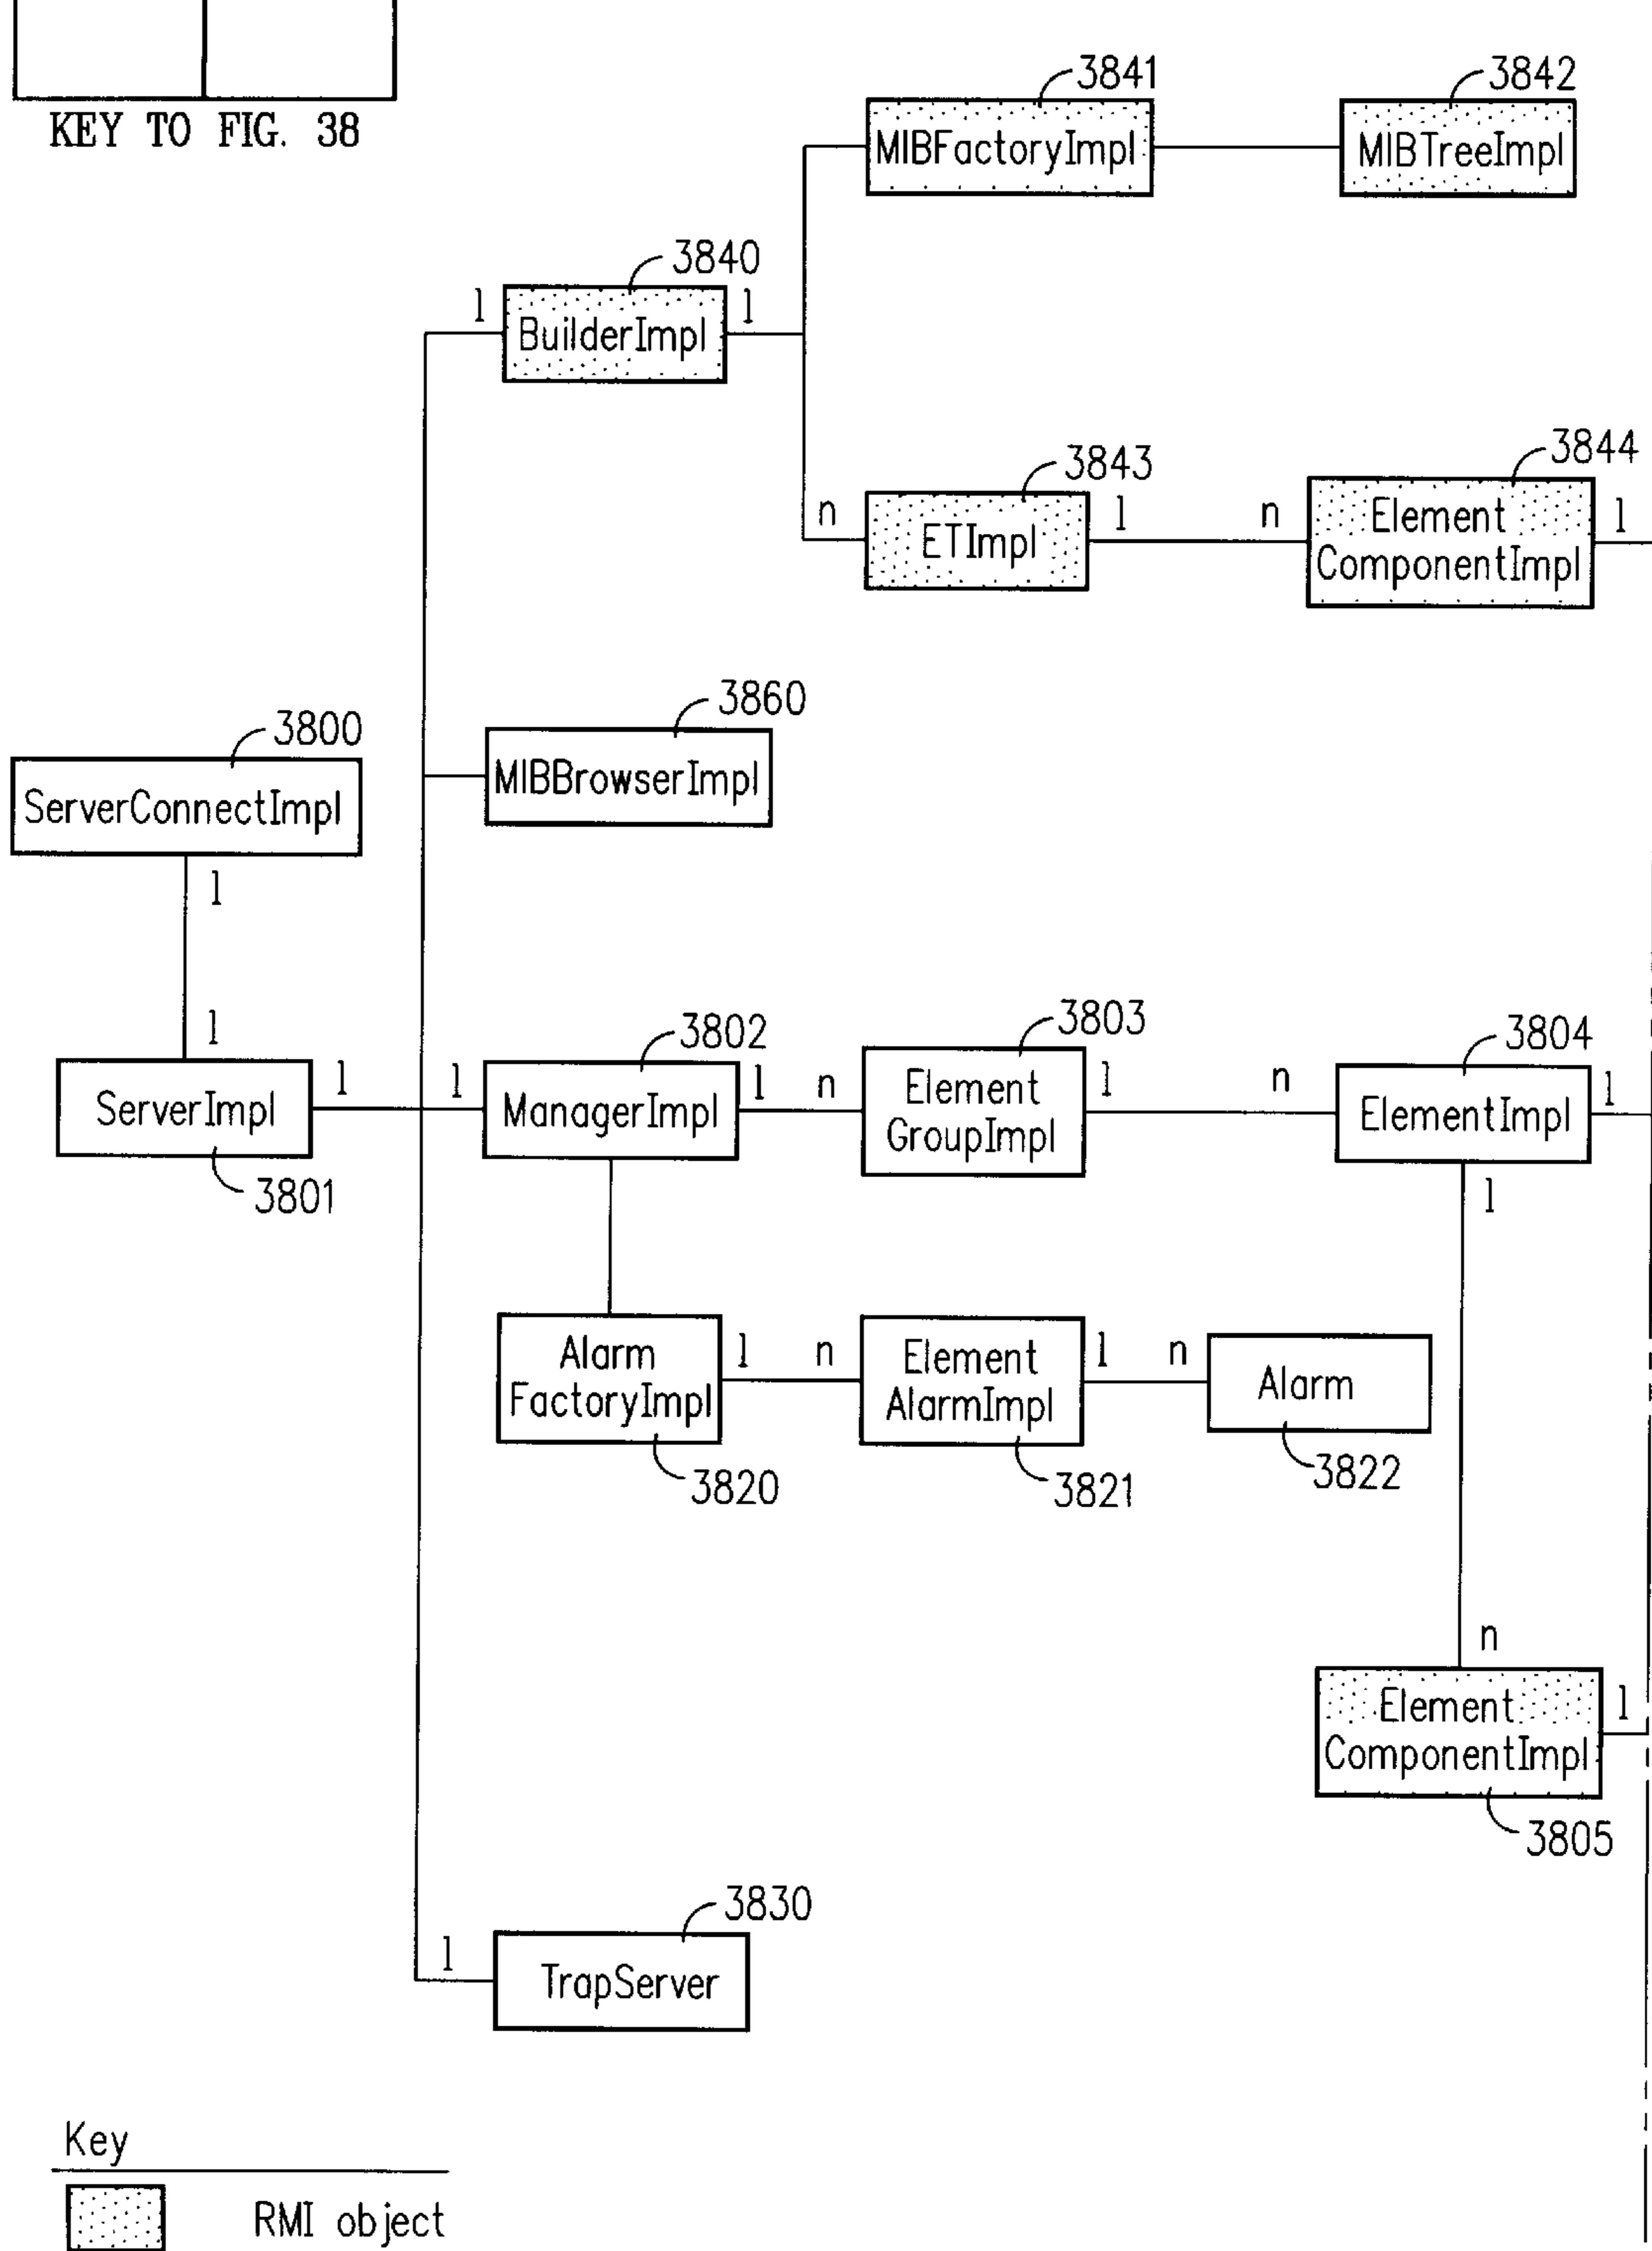 KEY TO FIG. 38
3841
MIBFactoryImpl
3842
MIBTreeImpl
3840
1
BuilderImpl
1
3843
n
ETImpl
1
n
3844
Element
ComponentImpl
1
3860
MIBBrowserImpl
3800
ServerConnectImpl
1
1
ServerImpl
3801
1
1
3802
ManagerImpl
1
n
3803
Element
GroupImpl
1
n
3804
ElementImpl
1
1
Alarm
FactoryImpl
3820
1
n
Element
AlarmImpl
3821
1
n
Alarm
3822
n
Element
ComponentImpl
1
3805
3830
1
TrapServer
Key
RMI object